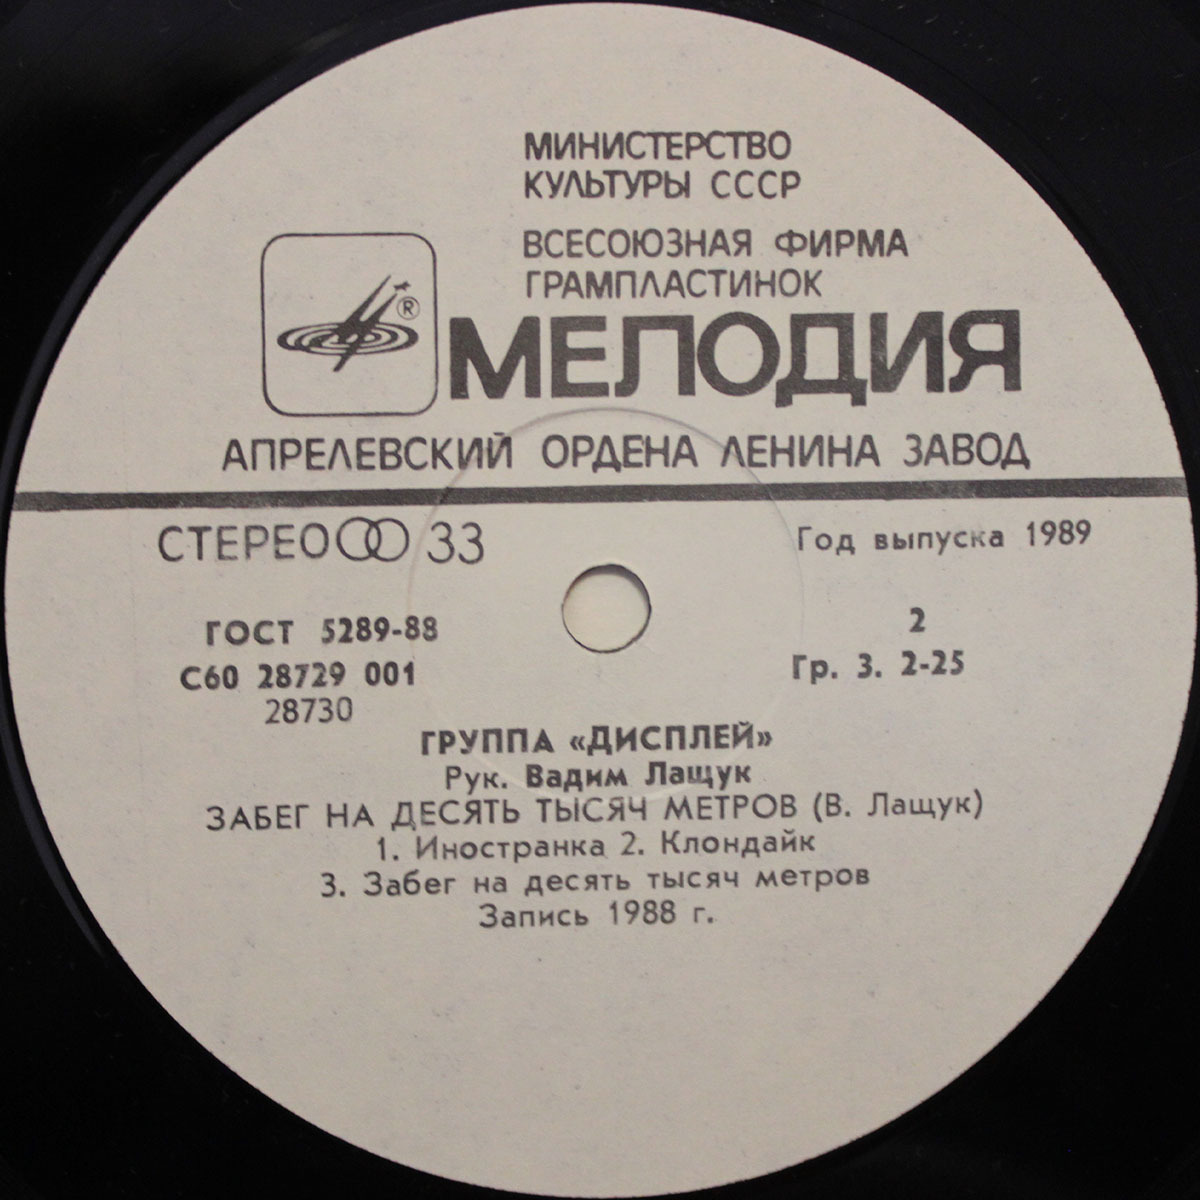 МИНИСТЕРСТВО
КУЛЬТУРЫ СССР
ВСЕСОЮЗНАЯ ФИРМА
ГРАМПЛАСТИНОК
®
МЕЛОДИЯ
АПРЕЛЕВСКИЙ ОРДЕНА ЛЕНИНА ЗАВОД
СТЕРЕО 33
Год выпуска 1989
ГОСТ 5289-88
2
С60 28729 001
Гр. 3. 2-25
28730
ГРУППА «ДИСПЛЕЙ»
Рук. Вадим Лащук
ЗАБЕГ НА ДЕСЯТЬ ТЫСЯЧ МЕТРОВ (В. Лащук)
1. Иностранка 2. Клондайк
3. Забег на десять тысяч метров
Запись 1988 г.